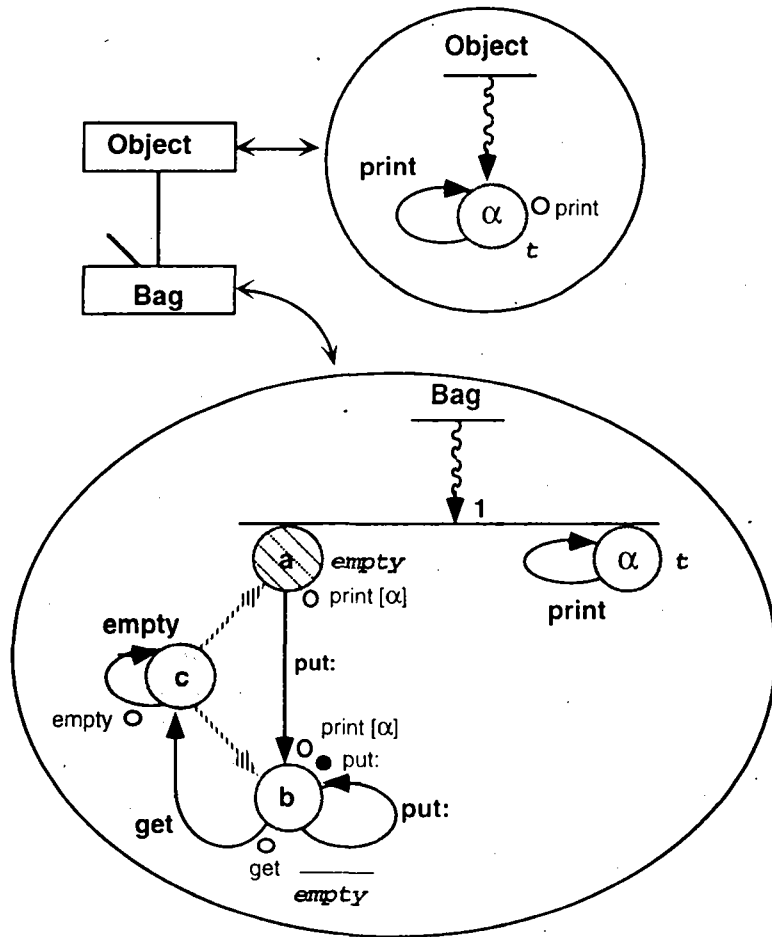 Object
Object
print
α
print
t
Bag
Bag
1
a
empty
α
t
print [α]
print
empty
c
put:
empty
print [α]
put:
b
put:
get
get
empty